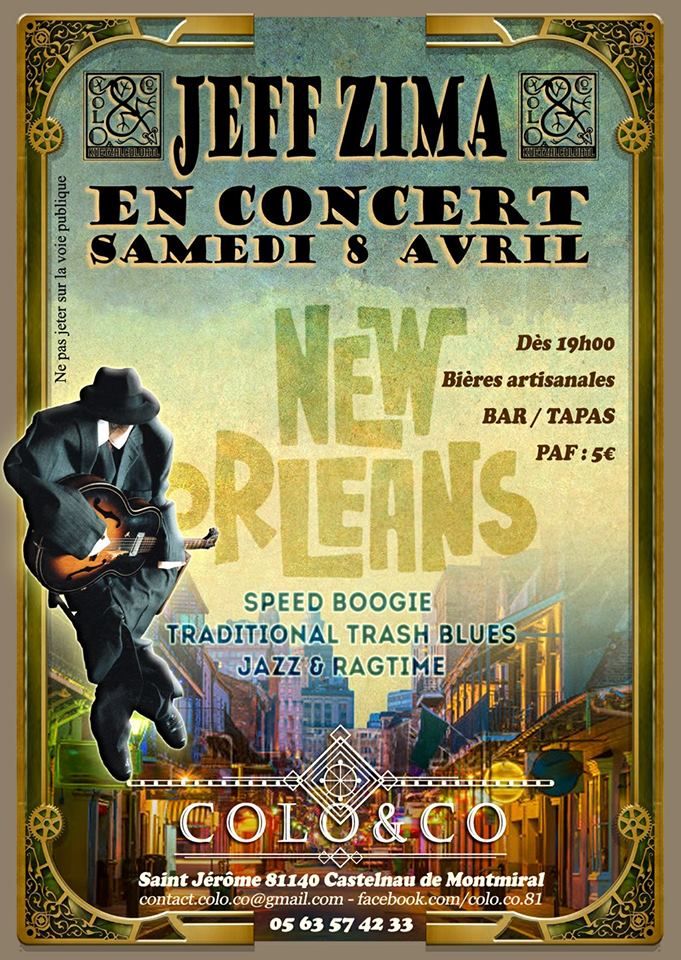 JEFF ZIMA
EN CONCERT
SAMEDI 8 AVRIL
Ne pas jeter sur la voie publique
NEW
ORLEANS
Dès 19h00
Bières artisanales
BAR / TAPAS
PAF : 5€
SPEED BOOGIE
TRADITIONAL TRASH BLUES
JAZZ & RAGTIME
COLO & CO
Saint Jérôme 81140 Castelnau de Montmiral
contact.colo.co@gmail.com - facebook.com/colo.co.81
05 63 57 42 33